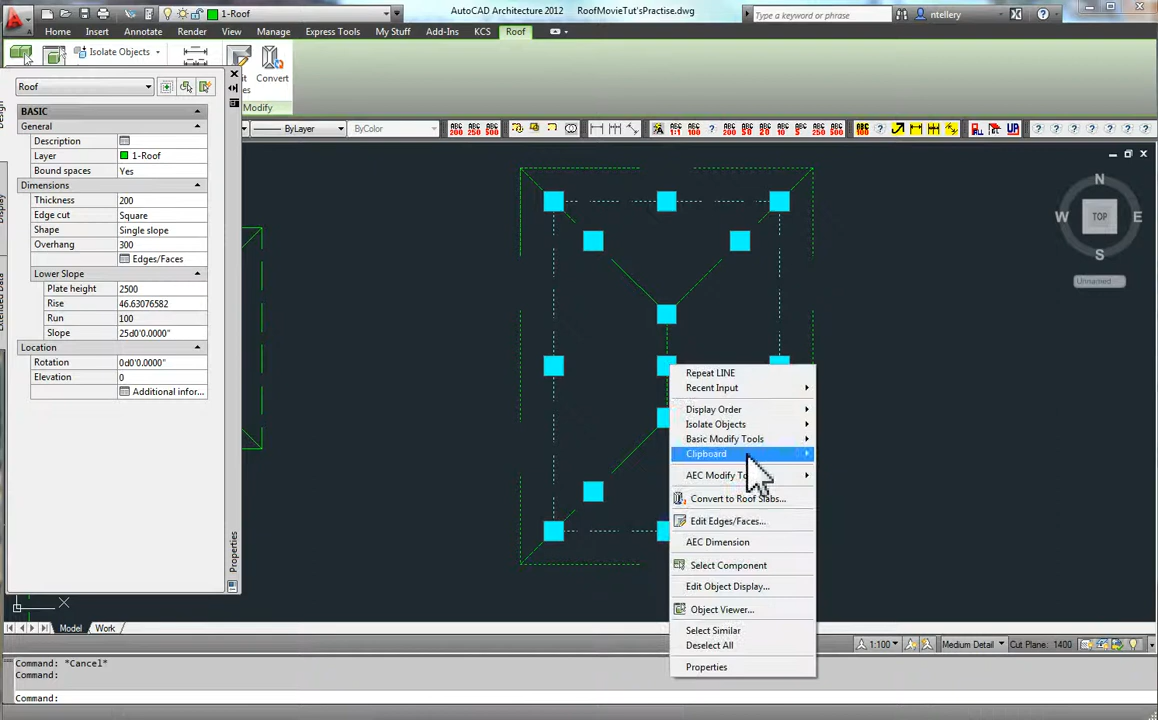 1-Roof
AutoCAD Architecture 2012 RoofMovieTut'sPractise.dwg
Type a keyword or phrase
ntellery
Home Insert Annotate Render View Manage Express Tools My Stuff Add-Ins KCS Roof
Isolate Objects
Convert
Modify
Roof
BASIC
General
Description
Layer 1-Roof
Bound spaces Yes
Dimensions
Thickness 200
Edge cut Square
Shape Single slope
Overhang 300
Edges/Faces
Lower Slope
Plate height 2500
Rise 46.63076582
Run 100
Slope 25d0'0.0000"
Location
Rotation 0d0'0.0000"
Elevation 0
Additional infor...
Design
Display
Extended Data
Properties
ByLayer
ByColor
N
W TOP E
S
Unnamed
Repeat LINE
Recent Input
Display Order
Isolate Objects
Basic Modify Tools
Clipboard
AEC Modify
Convert to Roof Slabs...
Edit Edges/Faces...
AEC Dimension
Select Component
Edit Object Display...
Object Viewer...
Select Similar
Deselect All
Properties
Model Work
1:100 Medium Detail Cut Plane: 1400
Command: *Cancel*
Command:
Command: